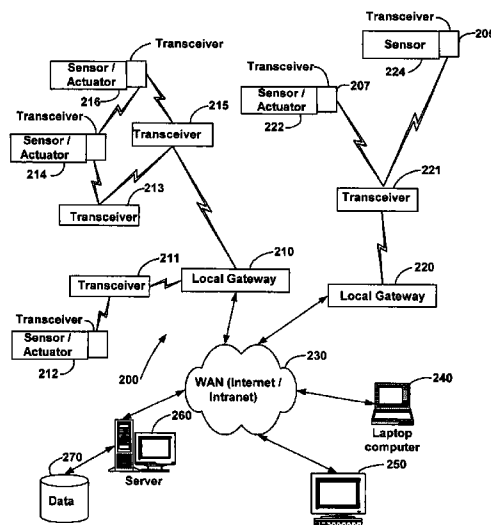 Transceiver 205
Sensor
224
Transceiver
Sensor / Actuator
216
215
Transceiver
Transceiver
207
Sensor / Actuator
222
Transceiver
Sensor / Actuator
214
213
Transceiver
221
Transceiver
210
Local Gateway
211
Transceiver
220
Local Gateway
Transceiver
Sensor / Actuator
212
200
230
WAN (Internet / Intranet)
240
Laptop computer
260
Server
270
Data
250